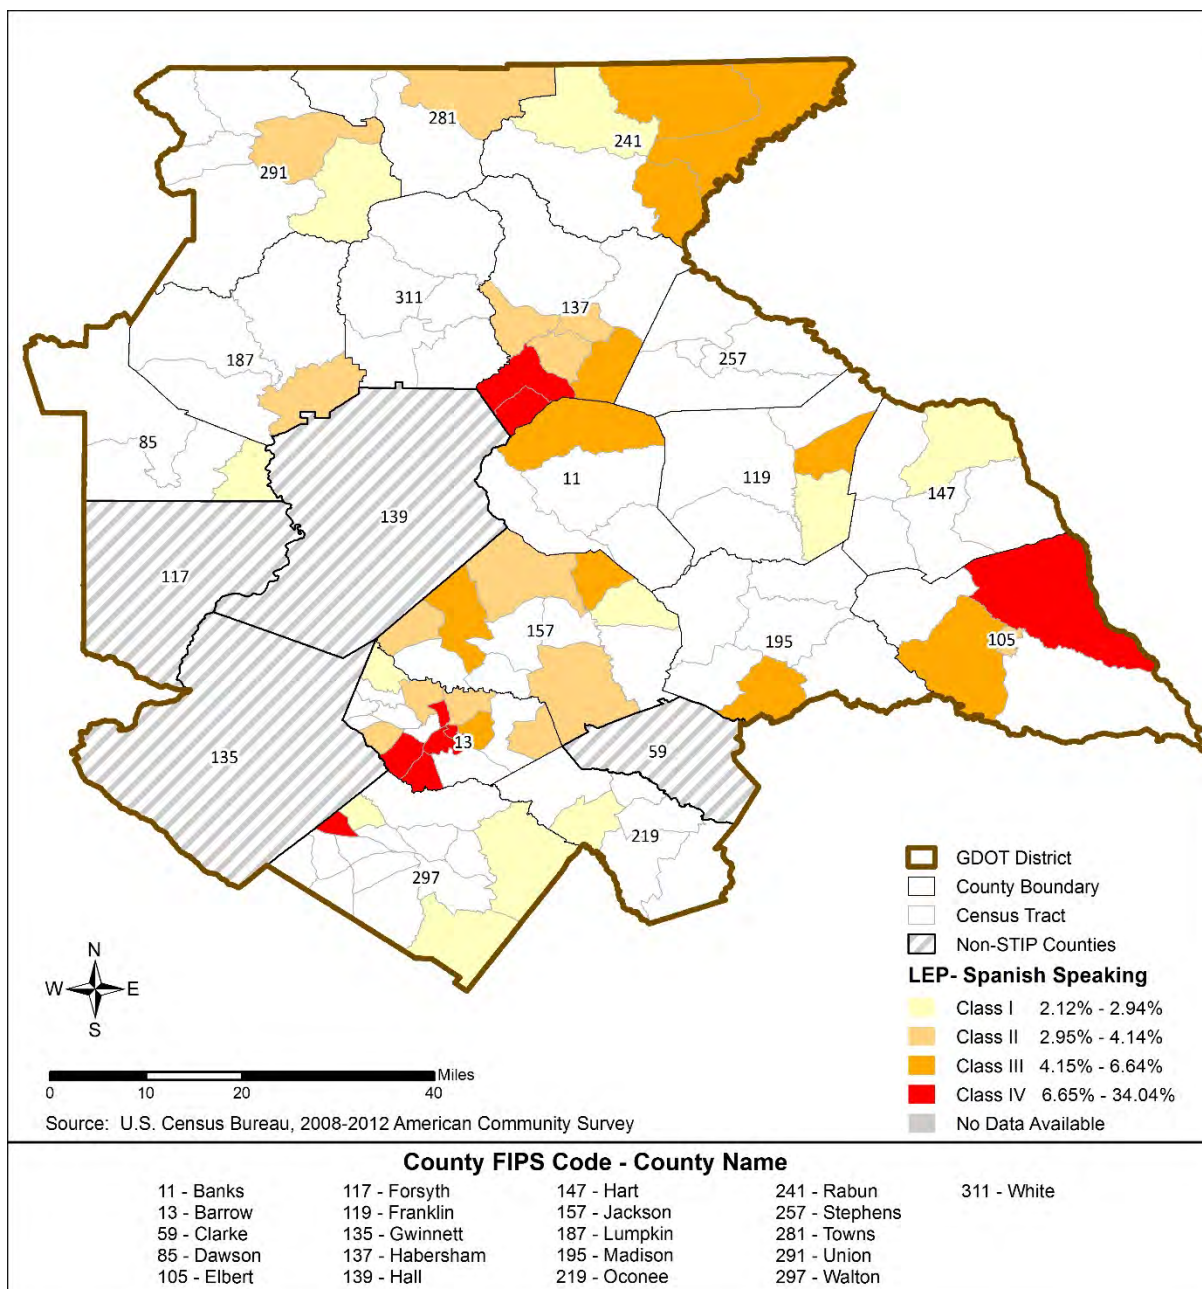 281
241
291
137
311
257
187
85
11
119
147
139
117
157
105
195
13
59
135
219
297
GDOT District
County Boundary
Census Tract
Non-STIP Counties
LEP- Spanish Speaking
Class I 2.12% - 2.94%
Class II 2.95% - 4.14%
Class III 4.15% - 6.64%
Class IV 6.65% - 34.04%
No Data Available
N
W E
S
Miles
0 10 20 40
Source: U.S. Census Bureau, 2008-2012 American Community Survey
County FIPS Code - County Name
11 - Banks 117 - Forsyth 147 - Hart 241 - Rabun 311 - White
13 - Barrow 119 - Franklin 157 - Jackson 257 - Stephens
59 - Clarke 135 - Gwinnett 187 - Lumpkin 281 - Towns
85 - Dawson 137 - Habersham 195 - Madison 291 - Union
105 - Elbert 139 - Hall 219 - Oconee 297 - Walton